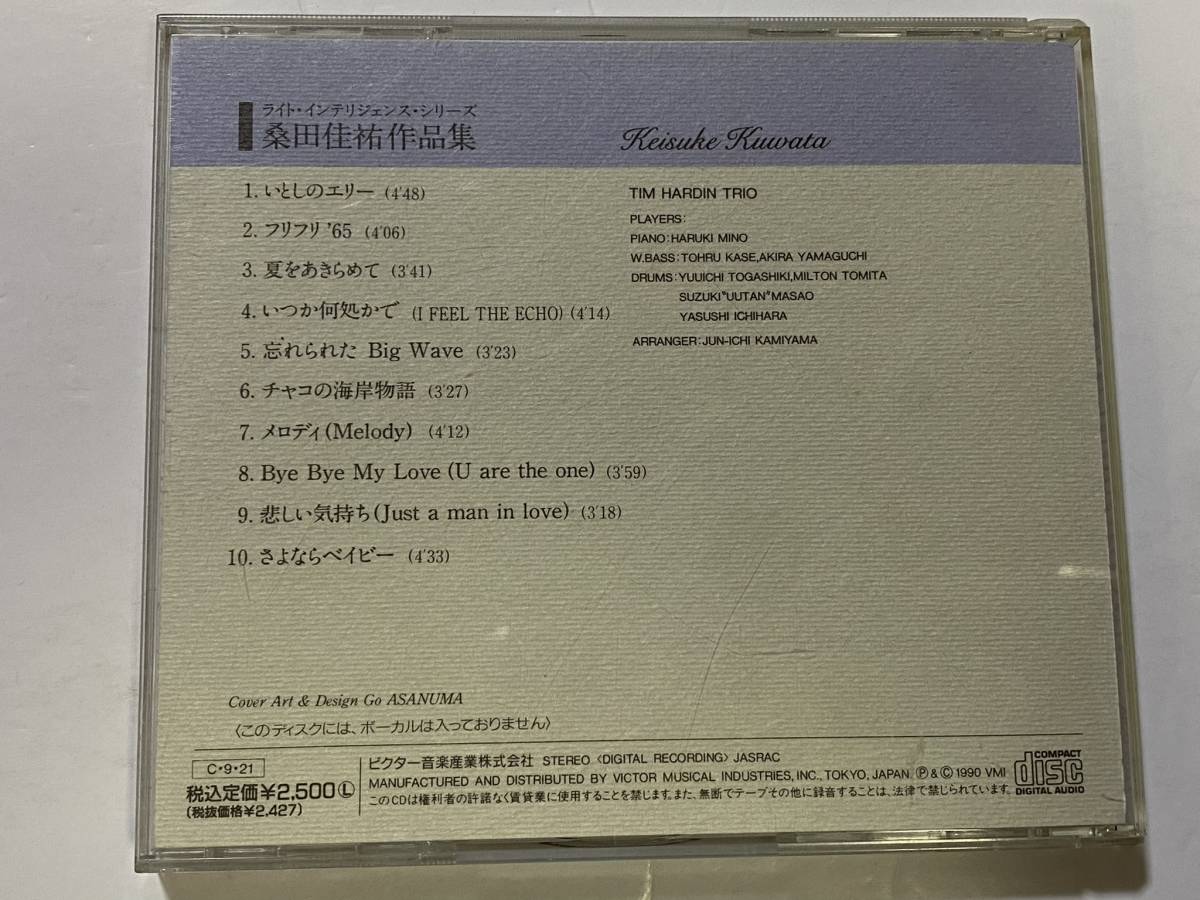 ライト・インテリジェンス・シリーズ
桑田佳祐作品集
Keisuke Kuwata
1. いとしのエリー (4'48)
2. フリフリ '65 (4'06)
3. 夏をあきらめて (3'41)
4. いつか何処かで (I FEEL THE ECHO) (4'14)
5. 忘れられた Big Wave (3'23)
6. チャコの海岸物語 (3'27)
7. メロディ(Melody) (4'12)
8. Bye Bye My Love (U are the one) (3'59)
9. 悲しい気持ち(Just a man in love) (3'18)
10. さよならベイビー (4'33)
TIM HARDIN TRIO
PLAYERS:
PIANO:HARUKI MINO
W.BASS:TOHRU KASE,AKIRA YAMAGUCHI
DRUMS:YUUICHI TOGASHIKI,MILTON TOMITA
SUZUKI"UUTAN"MASAO
YASUSHI ICHIHARA
ARRANGER:JUN-ICHI KAMIYAMA
Cover Art & Design Go ASANUMA
〈このディスクには、ボーカルは入っておりません〉
C・9・21
税込定価¥2,500Ⓛ
(税抜価格¥2,427)
ビクター音楽産業株式会社 STEREO 〈DIGITAL RECORDING〉 JASRAC
MANUFACTURED AND DISTRIBUTED BY VICTOR MUSICAL INDUSTRIES, INC., TOKYO, JAPAN. Ⓟ & Ⓒ 1990 VMI
このCDは権利者の許諾なく賃貸業に使用することを禁じます。また、無断でテープその他に録音することは、法律で禁じられています。
COMPACT
disc
DIGITAL AUDIO